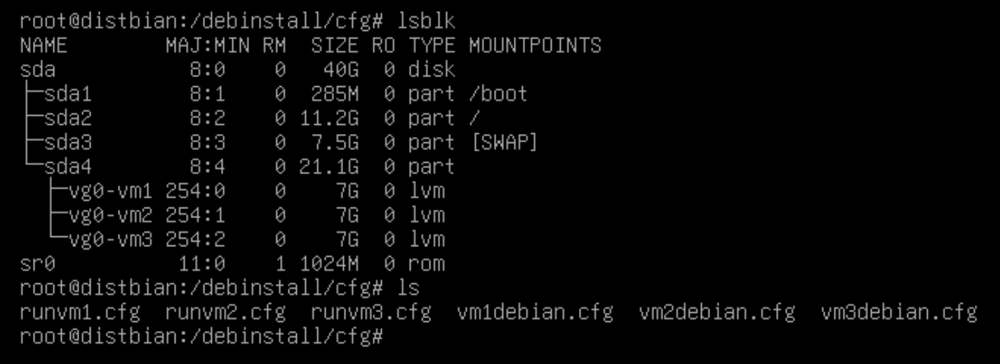 root@distbian:/debinstall/cfg# lsblk
NAME        MAJ:MIN RM  SIZE RO TYPE MOUNTPOINTS
sda           8:0    0   40G  0 disk
├─sda1        8:1    0  285M  0 part /boot
├─sda2        8:2    0 11.2G  0 part /
├─sda3        8:3    0  7.5G  0 part [SWAP]
└─sda4        8:4    0 21.1G  0 part
  ├─vg0-vm1 254:0    0    7G  0 lvm
  ├─vg0-vm2 254:1    0    7G  0 lvm
  └─vg0-vm3 254:2    0    7G  0 lvm
sr0          11:0    1 1024M  0 rom
root@distbian:/debinstall/cfg# ls
runvm1.cfg  runvm2.cfg  runvm3.cfg  vm1debian.cfg  vm2debian.cfg  vm3debian.cfg
root@distbian:/debinstall/cfg#